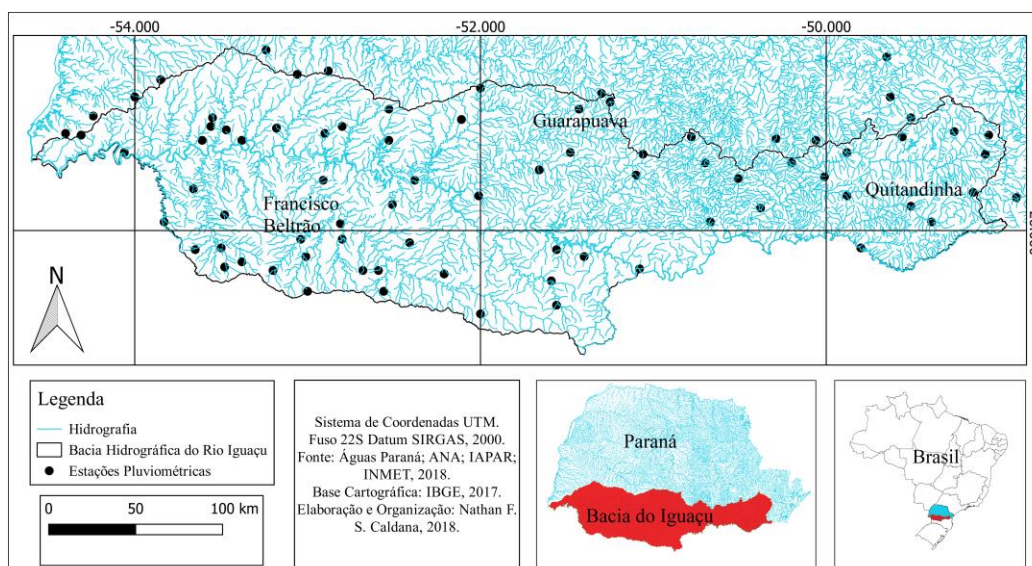 -54.000
-52.000
-50.000
Guarapuava
Francisco
Beltrão
Quitandinha
N
Legenda
Hidrografia
Bacia Hidrográfica do Rio Iguaçu
Estações Pluviométricas
0 50 100 km
Sistema de Coordenadas UTM.
Fuso 22S Datum SIRGAS, 2000.
Fonte: Águas Paraná; ANA; IAPAR;
INMET, 2018.
Base Cartográfica: IBGE, 2017.
Elaboração e Organização: Nathan F.
S. Caldana, 2018.
Paraná
Bacia do Iguaçu
Brasil